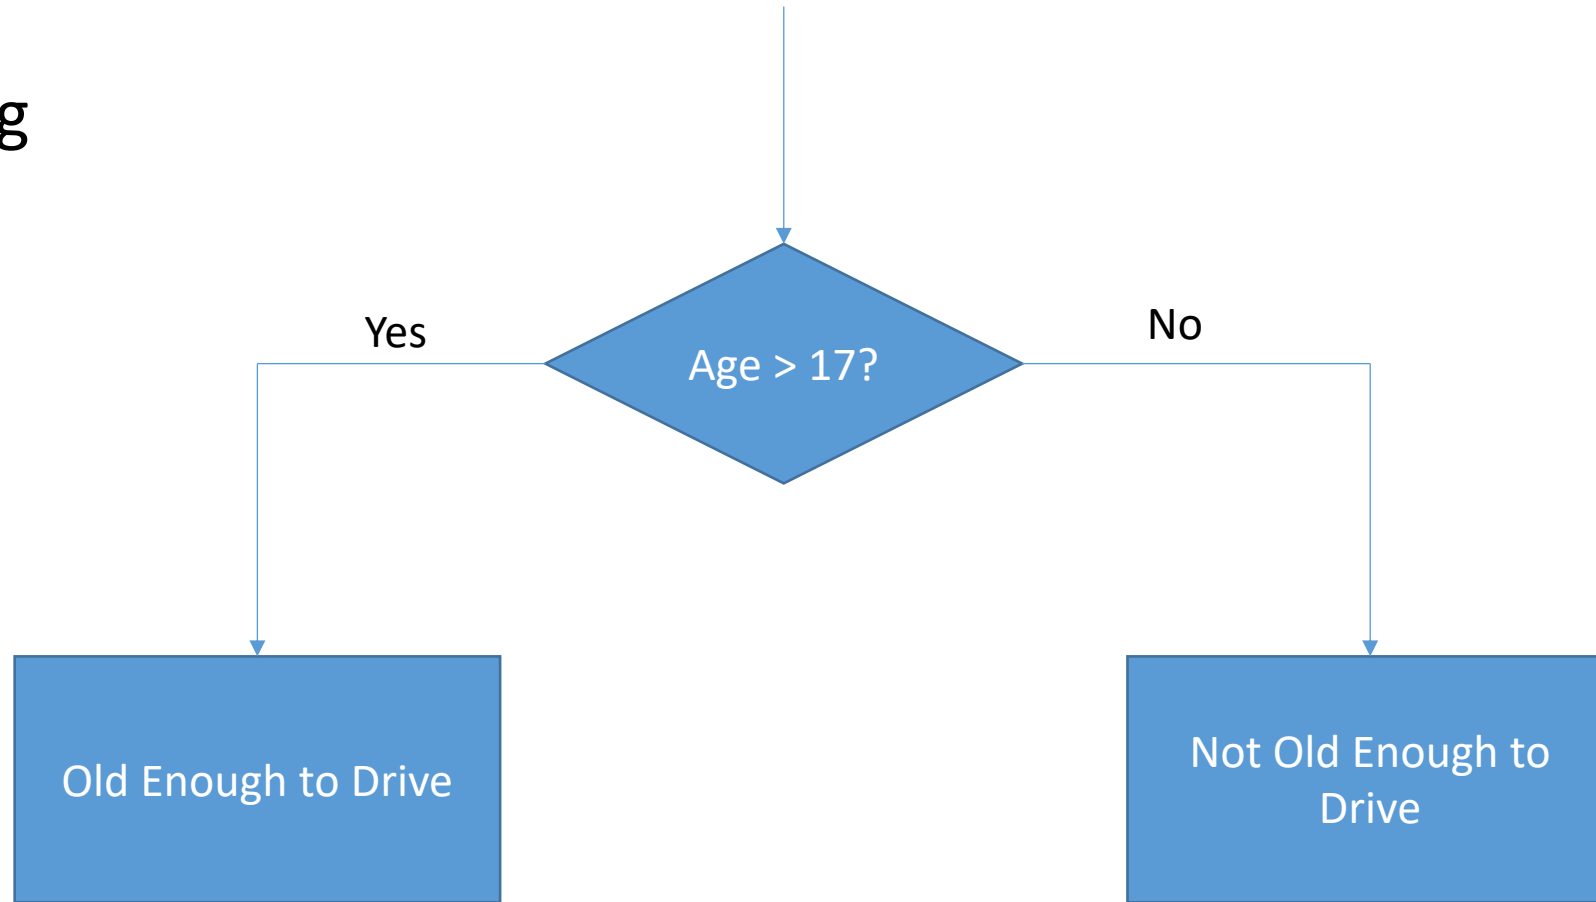 g
Yes
No
Age > 17?
Old Enough to Drive
Not Old Enough to
Drive